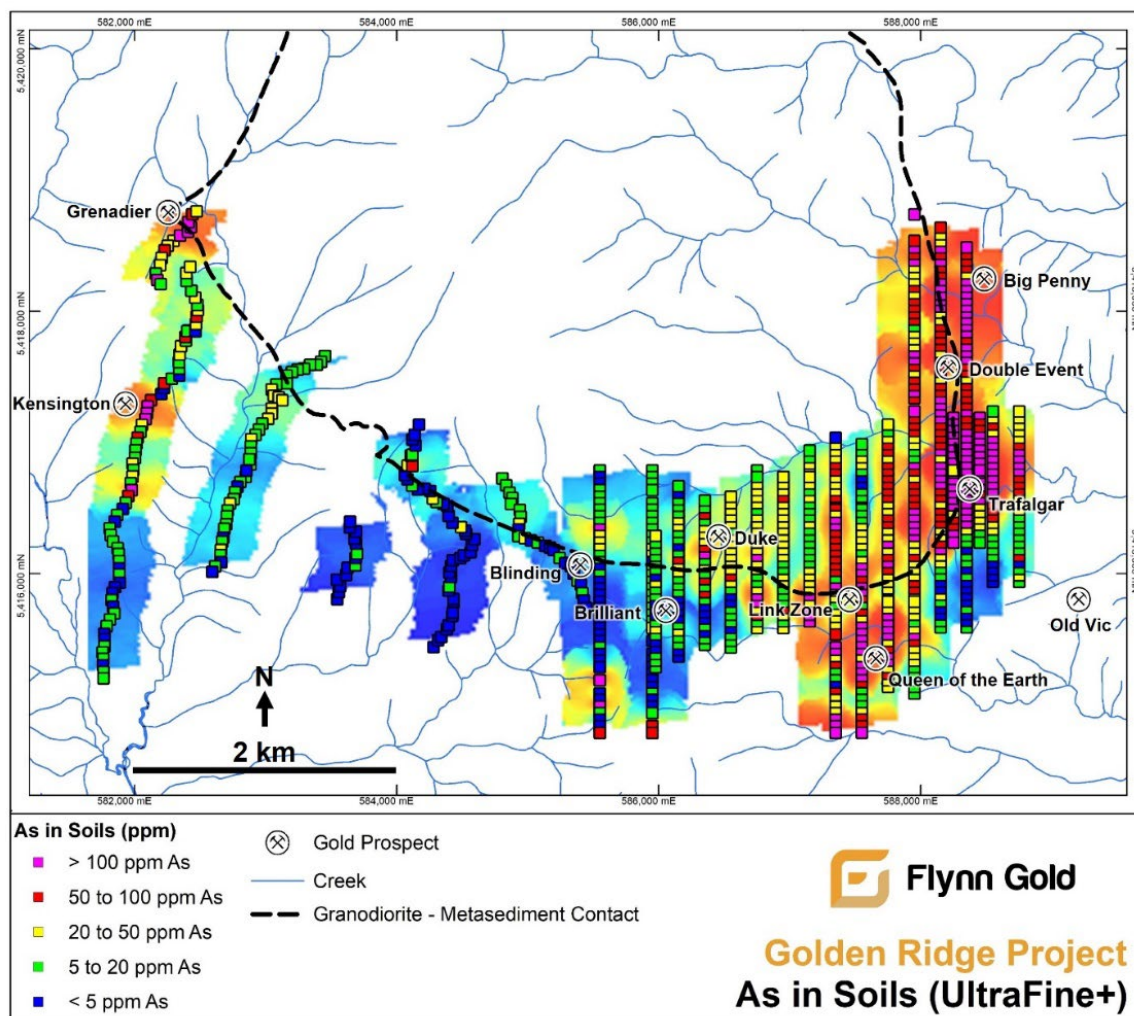 582,000 mE
584,000 mE
586,000 mE
588,000 mE
5,420,000 mN
5,418,000 mN
5,416,000 mN
Grenadier
Big Penny
Double Event
Kensington
Trafalgar
Duke
Blinding
Link Zone
Brilliant
Old Vic
Queen of the Earth
N
2 km
582,000 mE
584,000 mE
586,000 mE
588,000 mE
As in Soils (ppm)
> 100 ppm As
50 to 100 ppm As
20 to 50 ppm As
5 to 20 ppm As
< 5 ppm As
Gold Prospect
Creek
Granodiorite - Metasediment Contact
Flynn Gold
Golden Ridge Project
As in Soils (UltraFine+)